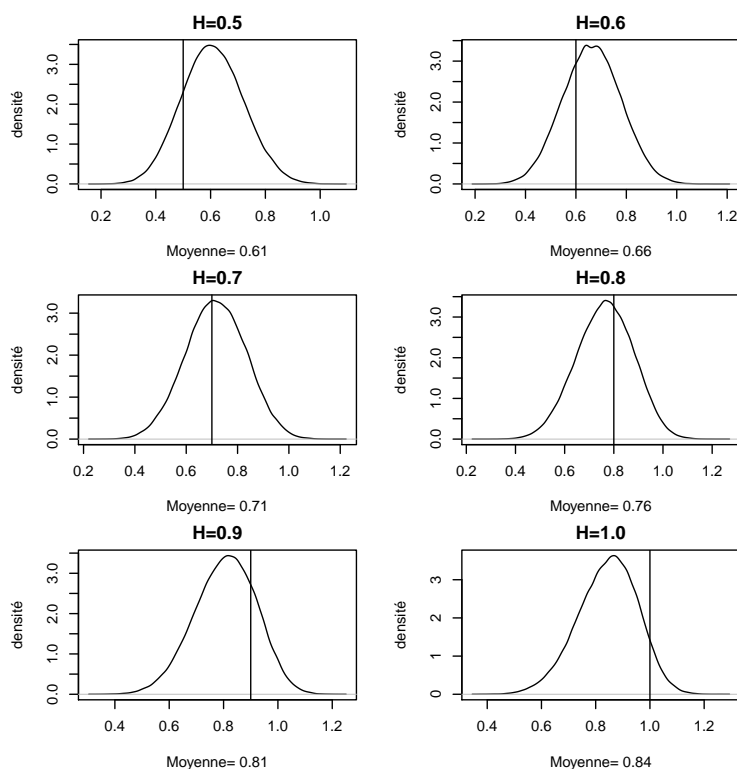 H=0.5
densité
0.0 1.0 2.0 3.0
0.2 0.4 0.6 0.8 1.0
Moyenne= 0.61
H=0.6
densité
0.0 1.0 2.0 3.0
0.2 0.4 0.6 0.8 1.0 1.2
Moyenne= 0.66
H=0.7
densité
0.0 1.0 2.0 3.0
0.2 0.4 0.6 0.8 1.0 1.2
Moyenne= 0.71
H=0.8
densité
0.0 1.0 2.0 3.0
0.2 0.4 0.6 0.8 1.0 1.2
Moyenne= 0.76
H=0.9
densité
0.0 1.0 2.0 3.0
0.4 0.6 0.8 1.0 1.2
Moyenne= 0.81
H=1.0
densité
0 1 2 3
0.4 0.6 0.8 1.0 1.2
Moyenne= 0.84